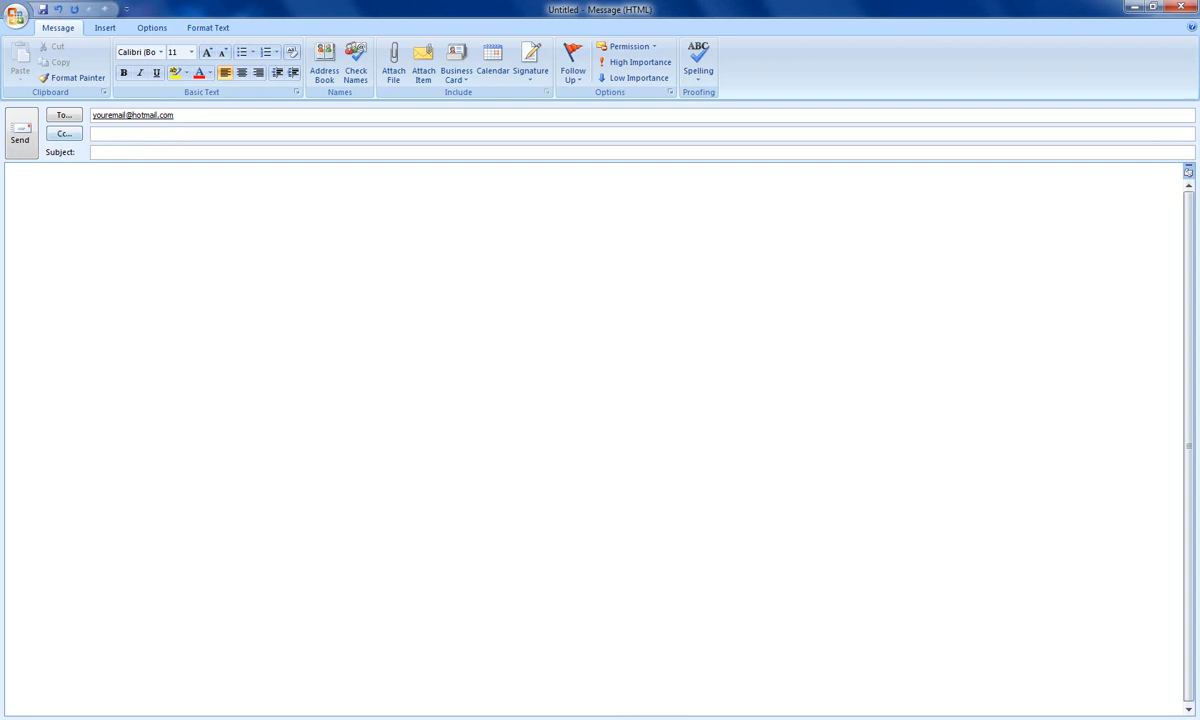 Untitled - Message (HTML)
Message Insert Options Format Text
Paste
Cut
Copy
Format Painter
Clipboard
Calibri (Bo 11
B I U
Basic Text
Address Book
Check Names
Names
Attach File
Attach Item
Business Card
Calendar
Signature
Include
Follow Up
Permission
High Importance
Low Importance
Options
ABC
Spelling
Proofing
Send
To... youremail@hotmail.com
Cc...
Subject: